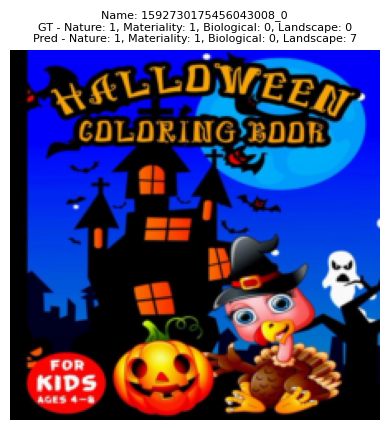 Name: 1592730175456043008_0
GT - Nature: 1, Materiality: 1, Biological: 0, Landscape: 0
Pred - Nature: 1, Materiality: 1, Biological: 0, Landscape: 7
HALLOWEEN
COLORING BOOK
FOR
KIDS
AGES 4-8